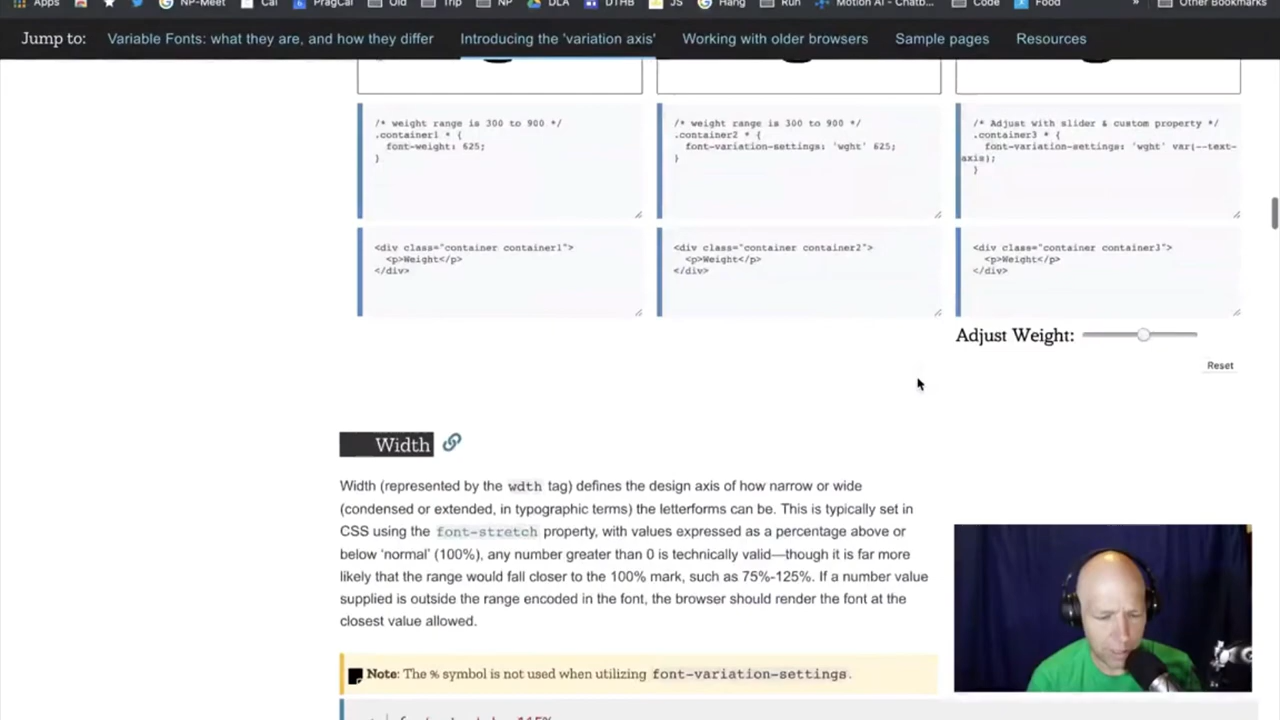 Apps NP-Meet Cal PragCal Old Trip NP DLA DTHB JS Hang Run Motion AI - Chatb... Code Food » Other Bookmarks
Jump to: Variable Fonts: what they are, and how they differ Introducing the 'variation axis' Working with older browsers Sample pages Resources
/* weight range is 300 to 900 */
.container1 * {
font-weight: 625;
}
/* weight range is 300 to 900 */
.container2 * {
font-variation-settings: 'wght' 625;
}
/* Adjust with slider & custom property */
.container3 * {
font-variation-settings: 'wght' var(--text-
axis);
}
<div class="container container1">
<p>Weight</p>
</div>
<div class="container container2">
<p>Weight</p>
</div>
<div class="container container3">
<p>Weight</p>
</div>
Adjust Weight:
Reset
Width
Width (represented by the wdth tag) defines the design axis of how narrow or wide
(condensed or extended, in typographic terms) the letterforms can be. This is typically set in
CSS using the font-stretch property, with values expressed as a percentage above or
below ‘normal’ (100%), any number greater than 0 is technically valid—though it is far more
likely that the range would fall closer to the 100% mark, such as 75%-125%. If a number value
supplied is outside the range encoded in the font, the browser should render the font at the
closest value allowed.
Note: The % symbol is not used when utilizing font-variation-settings.